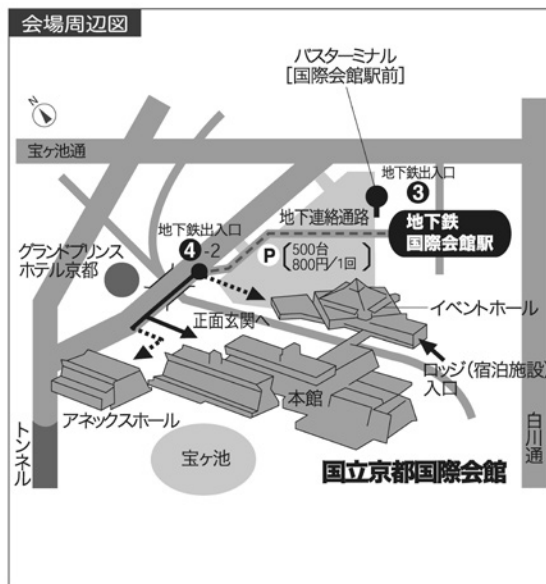 会場周辺図
バスターミナル
[国際会館駅前]
N
宝ヶ池通
地下鉄出入口
❸
地下鉄出入口
❹-2
地下連絡通路
地下鉄
国際会館駅
グランドプリンス
ホテル京都
P
500台
800円/1回
イベントホール
正面玄関へ
ロッジ(宿泊施設)
入口
本館
アネックスホール
トンネル
宝ヶ池
白川通
国立京都国際会館